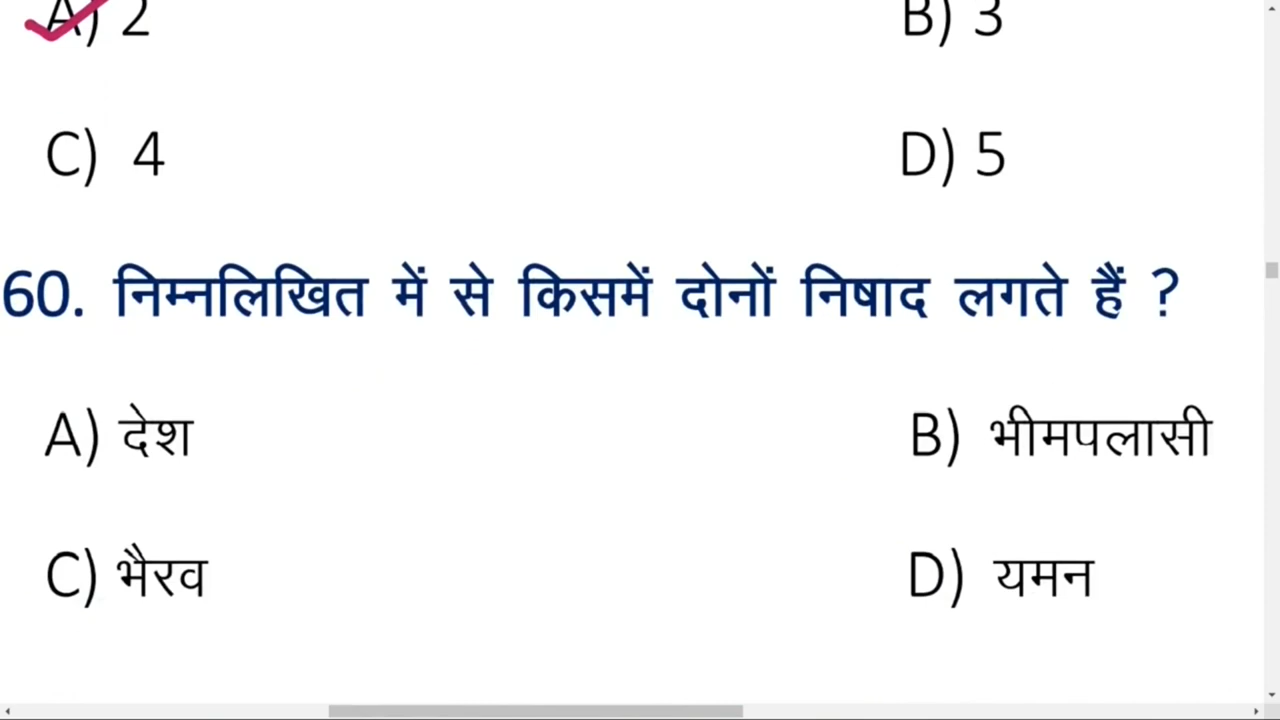 A) 2 B) 3
C) 4 D) 5
60. निम्नलिखित में से किसमें दोनों निषाद लगते हैं ?
A) देश B) भीमपलासी
C) भैरव D) यमन